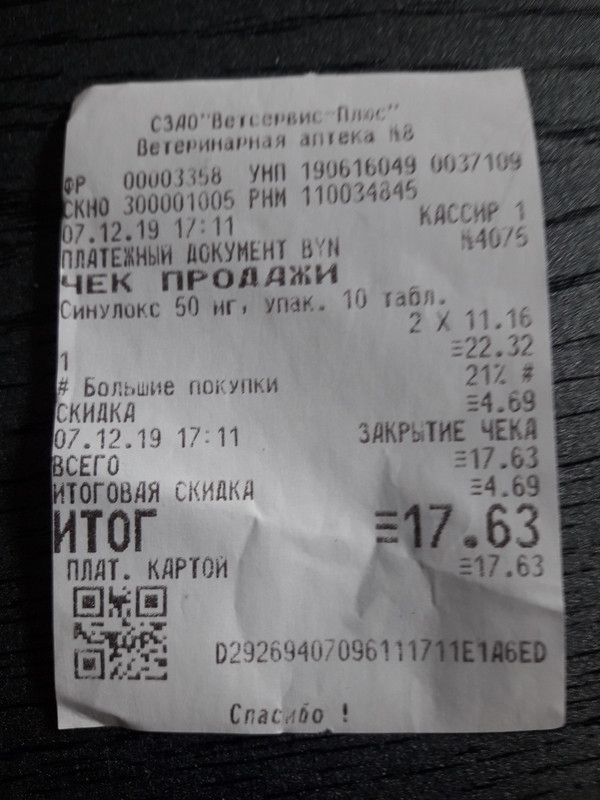 СЗАО"Ветсервис-Плюс"
Ветеринарная аптека №8
ФР 00003358 УНП 190616049 0037109
СКНО 300001005 РНМ 110034845
07.12.19 17:11 КАССИР 1
ПЛАТЕЖНЫЙ ДОКУМЕНТ BYN №4075
ЧЕК ПРОДАЖИ
Синулокс 50 мг, упак. 10 табл.
2 X 11.16
1 =22.32
# Большие покупки 21% #
СКИДКА =4.69
07.12.19 17:11 ЗАКРЫТИЕ ЧЕКА
ВСЕГО =17.63
ИТОГОВАЯ СКИДКА =4.69
ИТОГ =17.63
ПЛАТ. КАРТОЙ =17.63
D29269407096111711E1A6ED
Спасибо !